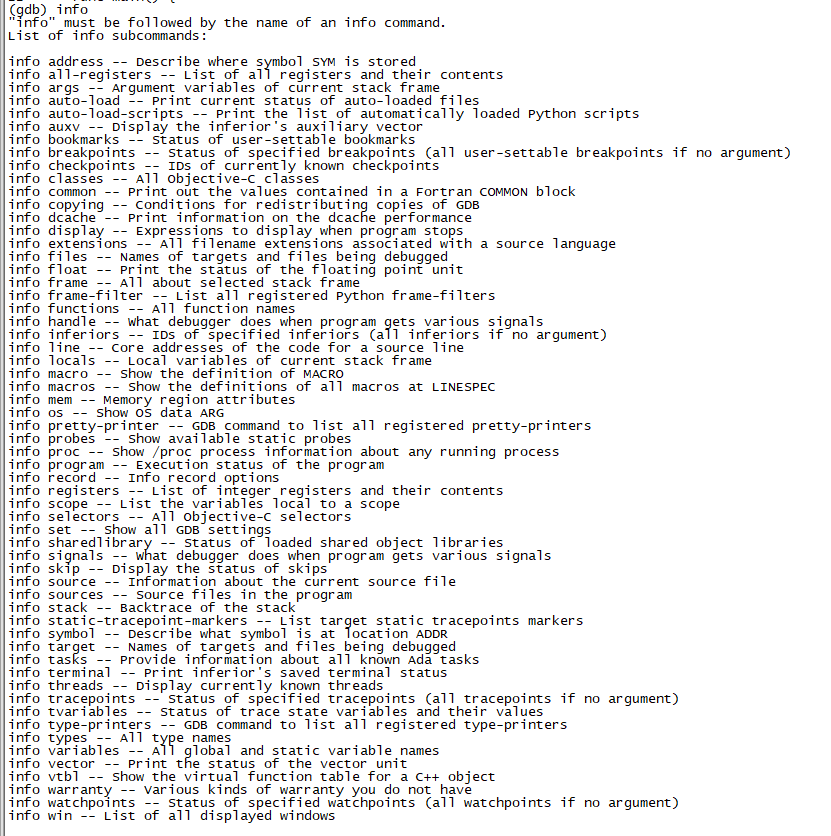 (gdb) info
"info" must be followed by the name of an info command.
List of info subcommands:

info address -- Describe where symbol SYM is stored
info all-registers -- List of all registers and their contents
info args -- Argument variables of current stack frame
info auto-load -- Print current status of auto-loaded files
info auto-load-scripts -- Print the list of automatically loaded Python scripts
info auxv -- Display the inferior's auxiliary vector
info bookmarks -- Status of user-settable bookmarks
info breakpoints -- Status of specified breakpoints (all user-settable breakpoints if no argument)
info checkpoints -- IDs of currently known checkpoints
info classes -- All Objective-C classes
info common -- Print out the values contained in a Fortran COMMON block
info copying -- Conditions for redistributing copies of GDB
info dcache -- Print information on the dcache performance
info display -- Expressions to display when program stops
info extensions -- All filename extensions associated with a source language
info files -- Names of targets and files being debugged
info float -- Print the status of the floating point unit
info frame -- All about selected stack frame
info frame-filter -- List all registered Python frame-filters
info functions -- All function names
info handle -- What debugger does when program gets various signals
info inferiors -- IDs of specified inferiors (all inferiors if no argument)
info line -- Core addresses of the code for a source line
info locals -- Local variables of current stack frame
info macro -- Show the definition of MACRO
info macros -- Show the definitions of all macros at LINESPEC
info mem -- Memory region attributes
info os -- Show OS data ARG
info pretty-printer -- GDB command to list all registered pretty-printers
info probes -- Show available static probes
info proc -- Show /proc process information about any running process
info program -- Execution status of the program
info record -- Info record options
info registers -- List of integer registers and their contents
info scope -- List the variables local to a scope
info selectors -- All Objective-C selectors
info set -- Show all GDB settings
info sharedlibrary -- Status of loaded shared object libraries
info signals -- What debugger does when program gets various signals
info skip -- Display the status of skips
info source -- Information about the current source file
info sources -- Source files in the program
info stack -- Backtrace of the stack
info static-tracepoint-markers -- List target static tracepoints markers
info symbol -- Describe what symbol is at location ADDR
info target -- Names of targets and files being debugged
info tasks -- Provide information about all known Ada tasks
info terminal -- Print inferior's saved terminal status
info threads -- Display currently known threads
info tracepoints -- Status of specified tracepoints (all tracepoints if no argument)
info tvariables -- Status of trace state variables and their values
info type-printers -- GDB command to list all registered type-printers
info types -- All type names
info variables -- All global and static variable names
info vector -- Print the status of the vector unit
info vtbl -- Show the virtual function table for a C++ object
info warranty -- Various kinds of warranty you do not have
info watchpoints -- Status of specified watchpoints (all watchpoints if no argument)
info win -- List of all displayed windows